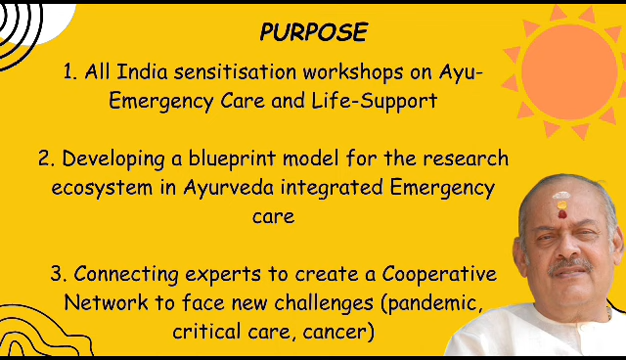 PURPOSE
1. All India sensitisation workshops on Ayu-
Emergency Care and Life-Support
2. Developing a blueprint model for the research
ecosystem in Ayurveda integrated Emergency
care
3. Connecting experts to create a Cooperative
Network to face new challenges (pandemic,
critical care, cancer)